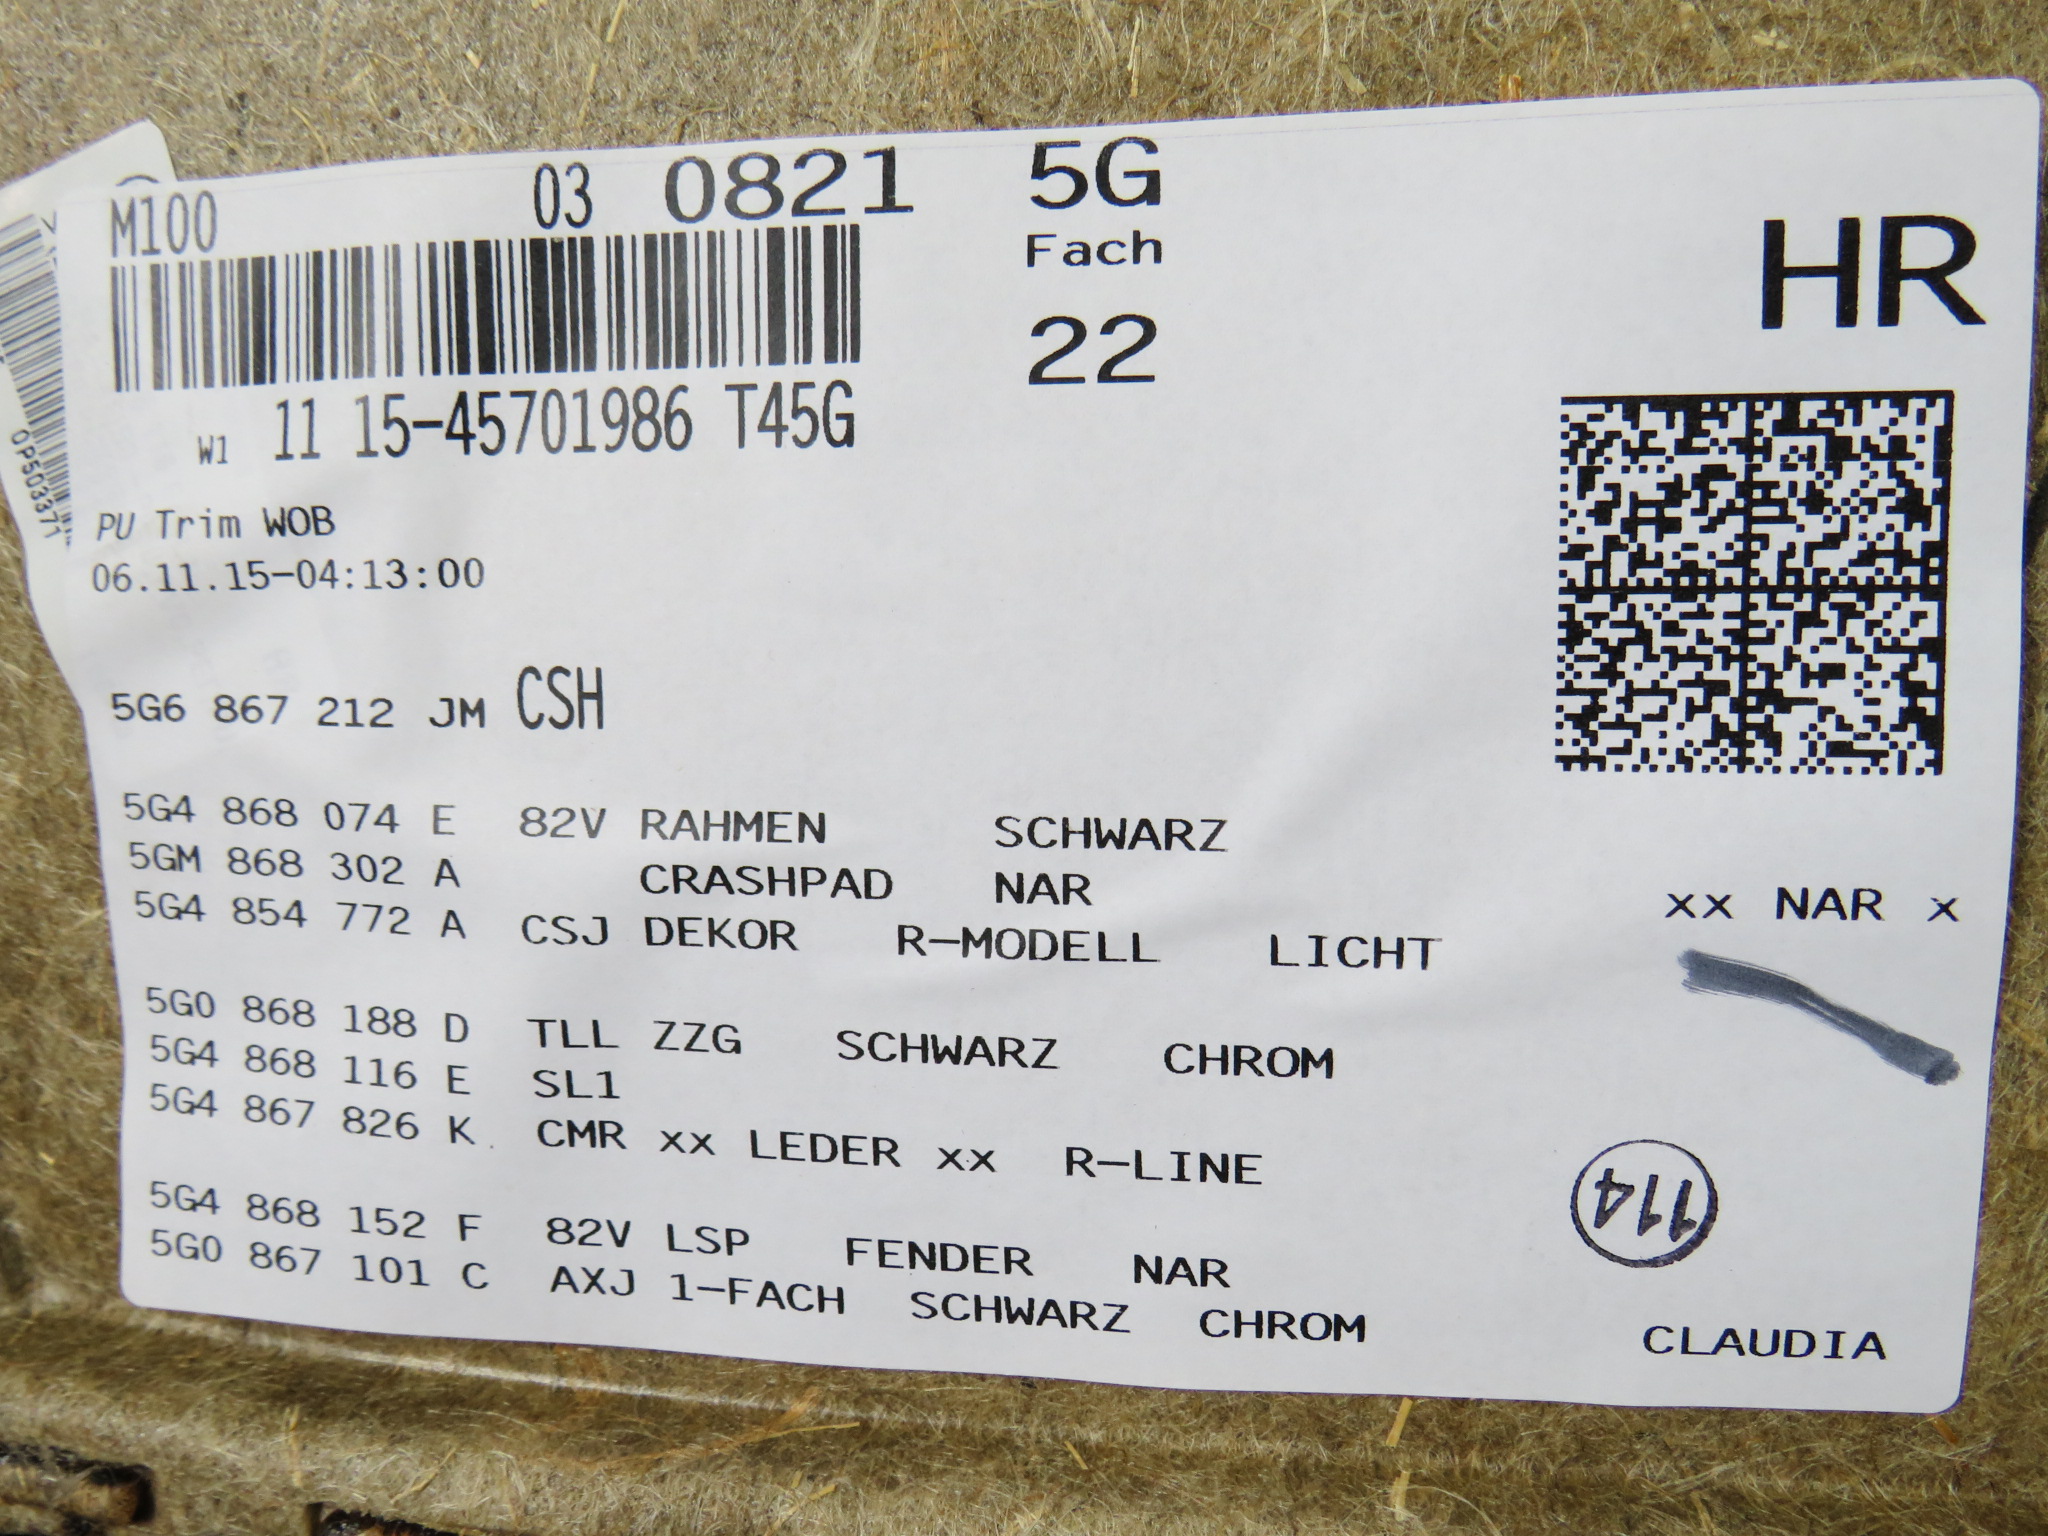 M100 03 0821 5G
Fach
HR
22
W1 11 15-45701986 T45G
0P503371
PU Trim WOB
06.11.15-04:13:00
5G6 867 212 JM CSH
5G4 868 074 E 82V RAHMEN SCHWARZ
5GM 868 302 A CRASHPAD NAR
xx NAR x
5G4 854 772 A CSJ DEKOR R-MODELL LICHT
5G0 868 188 D TLL ZZG SCHWARZ CHROM
5G4 868 116 E SL1
5G4 867 826 K CMR xx LEDER xx R-LINE
114
5G4 868 152 F 82V LSP FENDER NAR
5G0 867 101 C AXJ 1-FACH SCHWARZ CHROM
CLAUDIA